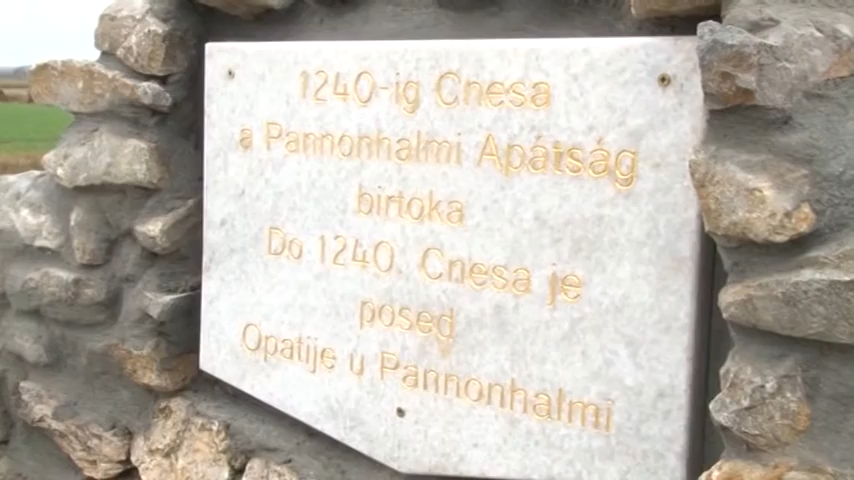 1240-ig Cnesa
a Pannonhalmi Apátság
birtoka
Do 1240. Cnesa je
posed
Opatije u Pannonhalmi